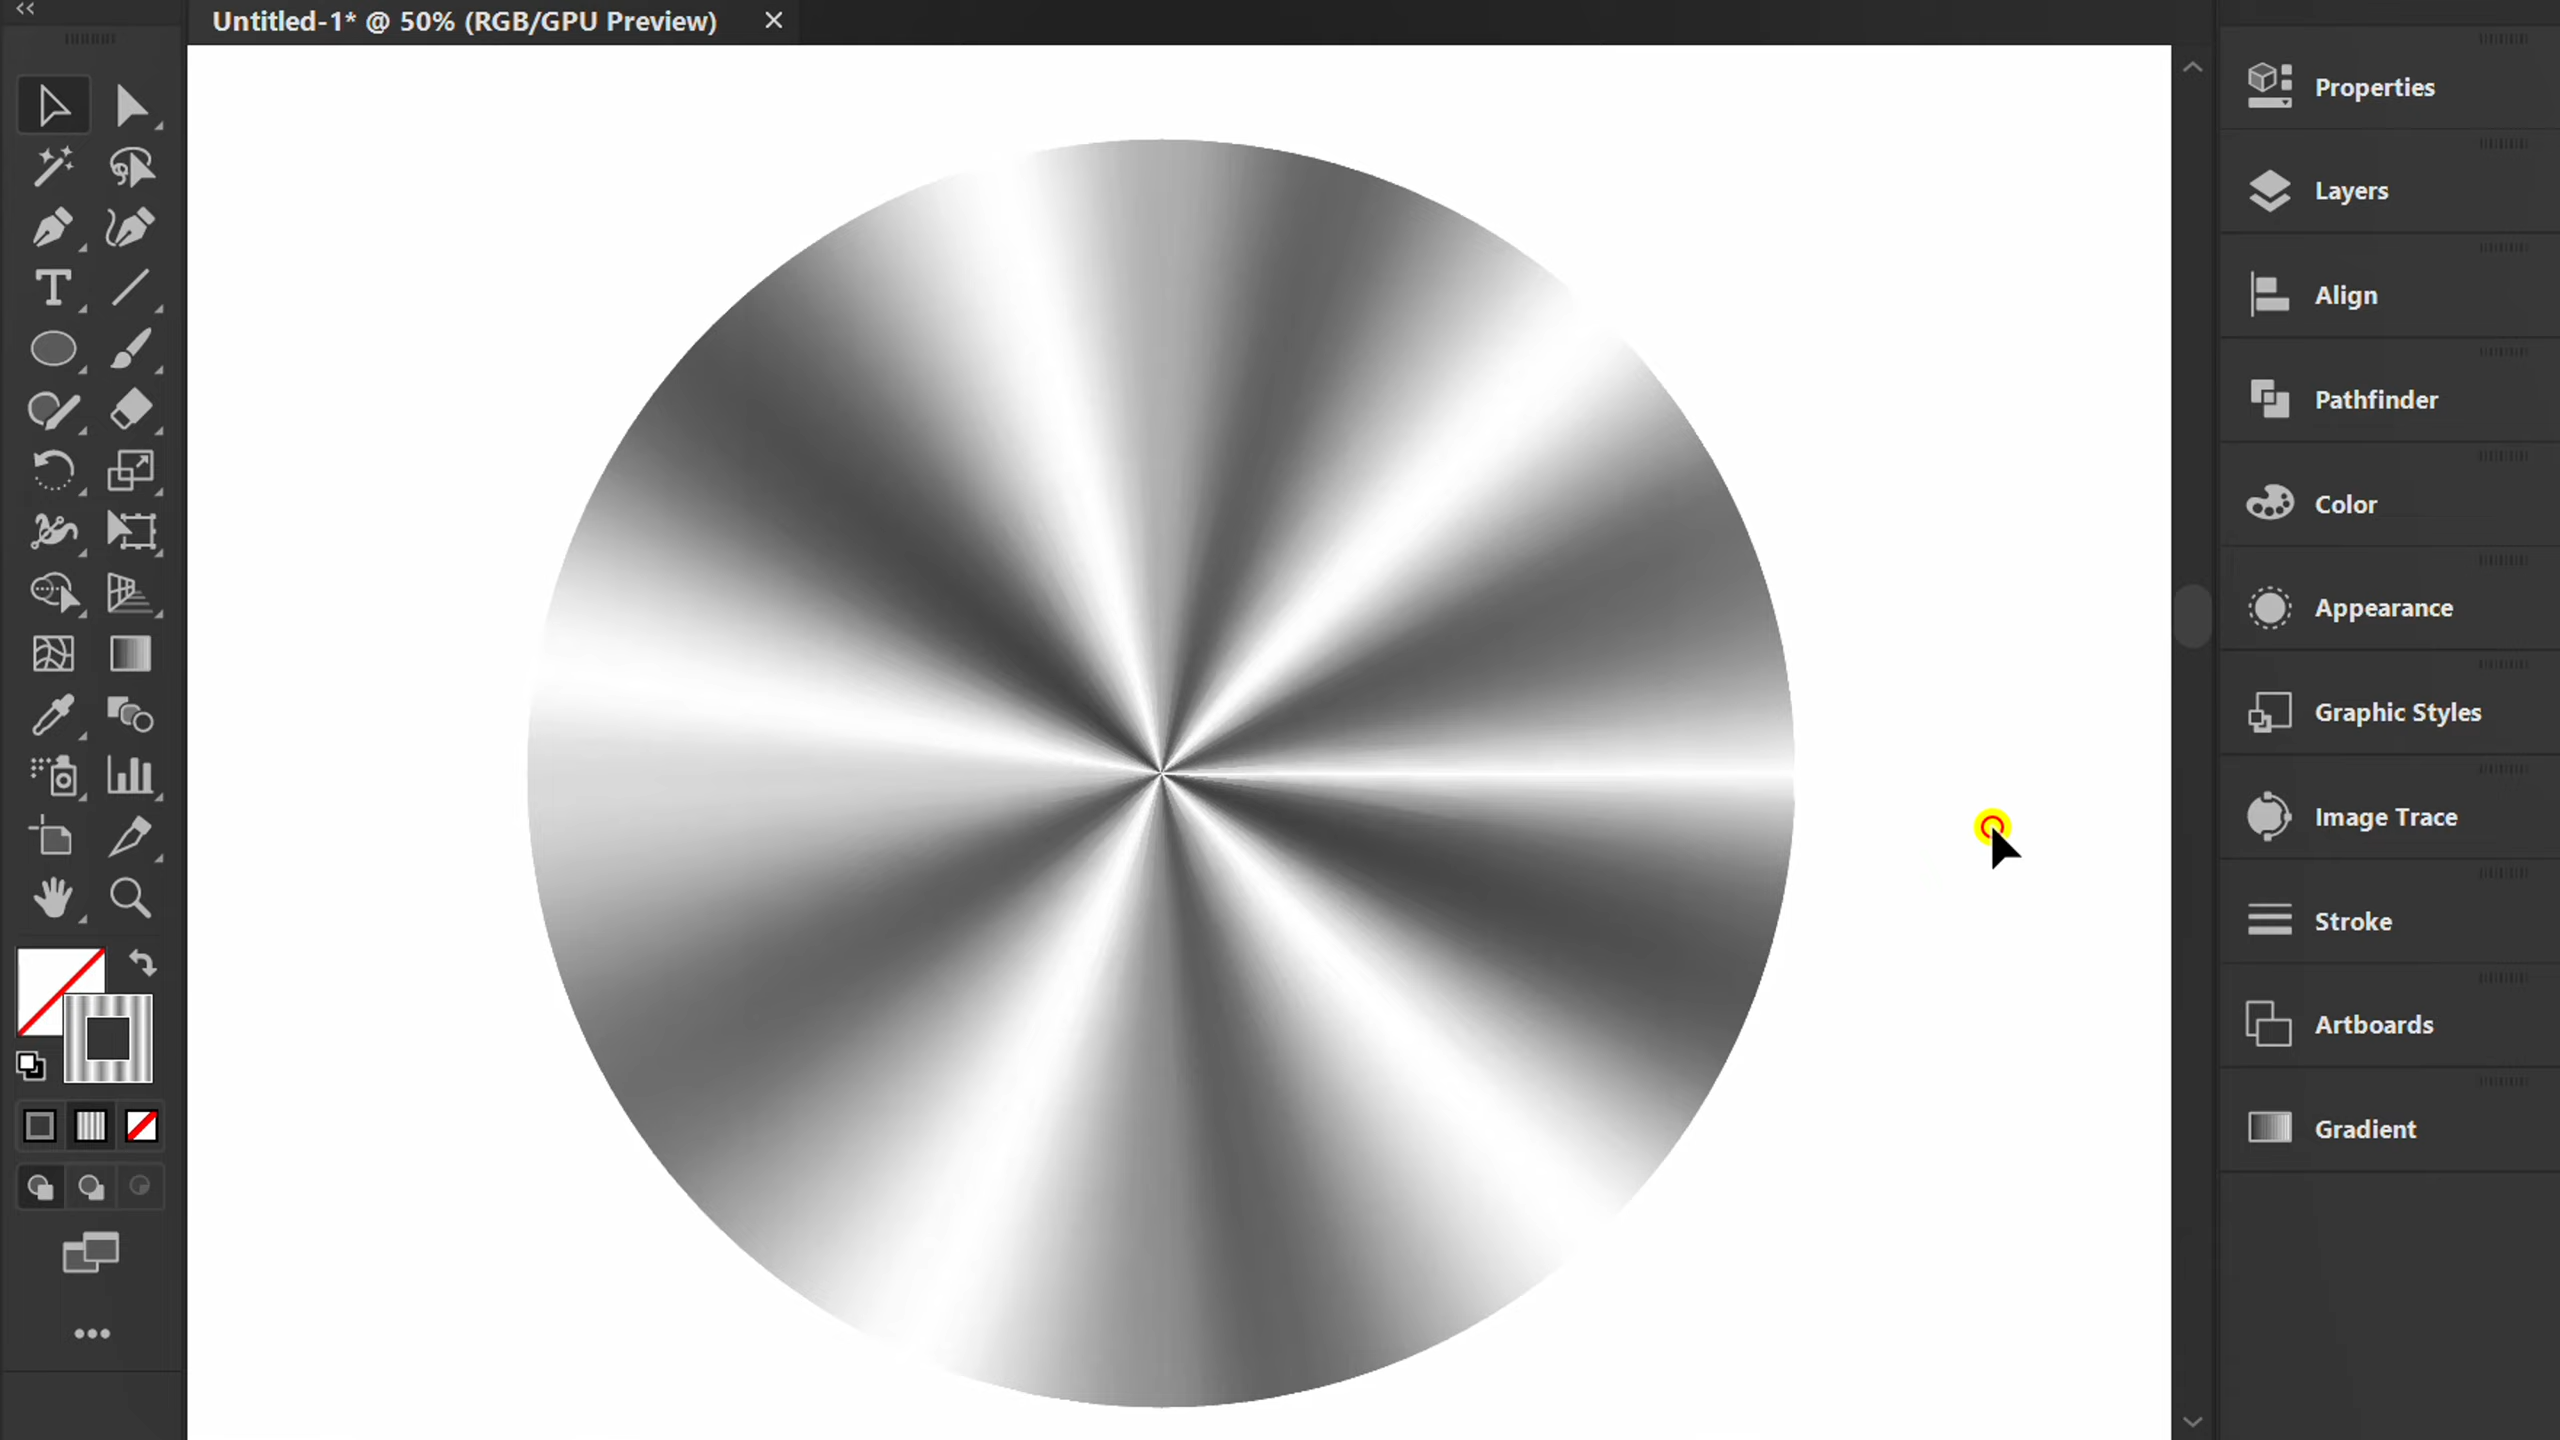 Untitled-1* @ 50% (RGB/GPU Preview)
Properties
Layers
Align
Pathfinder
Color
Appearance
Graphic Styles
Image Trace
Stroke
Artboards
Gradient